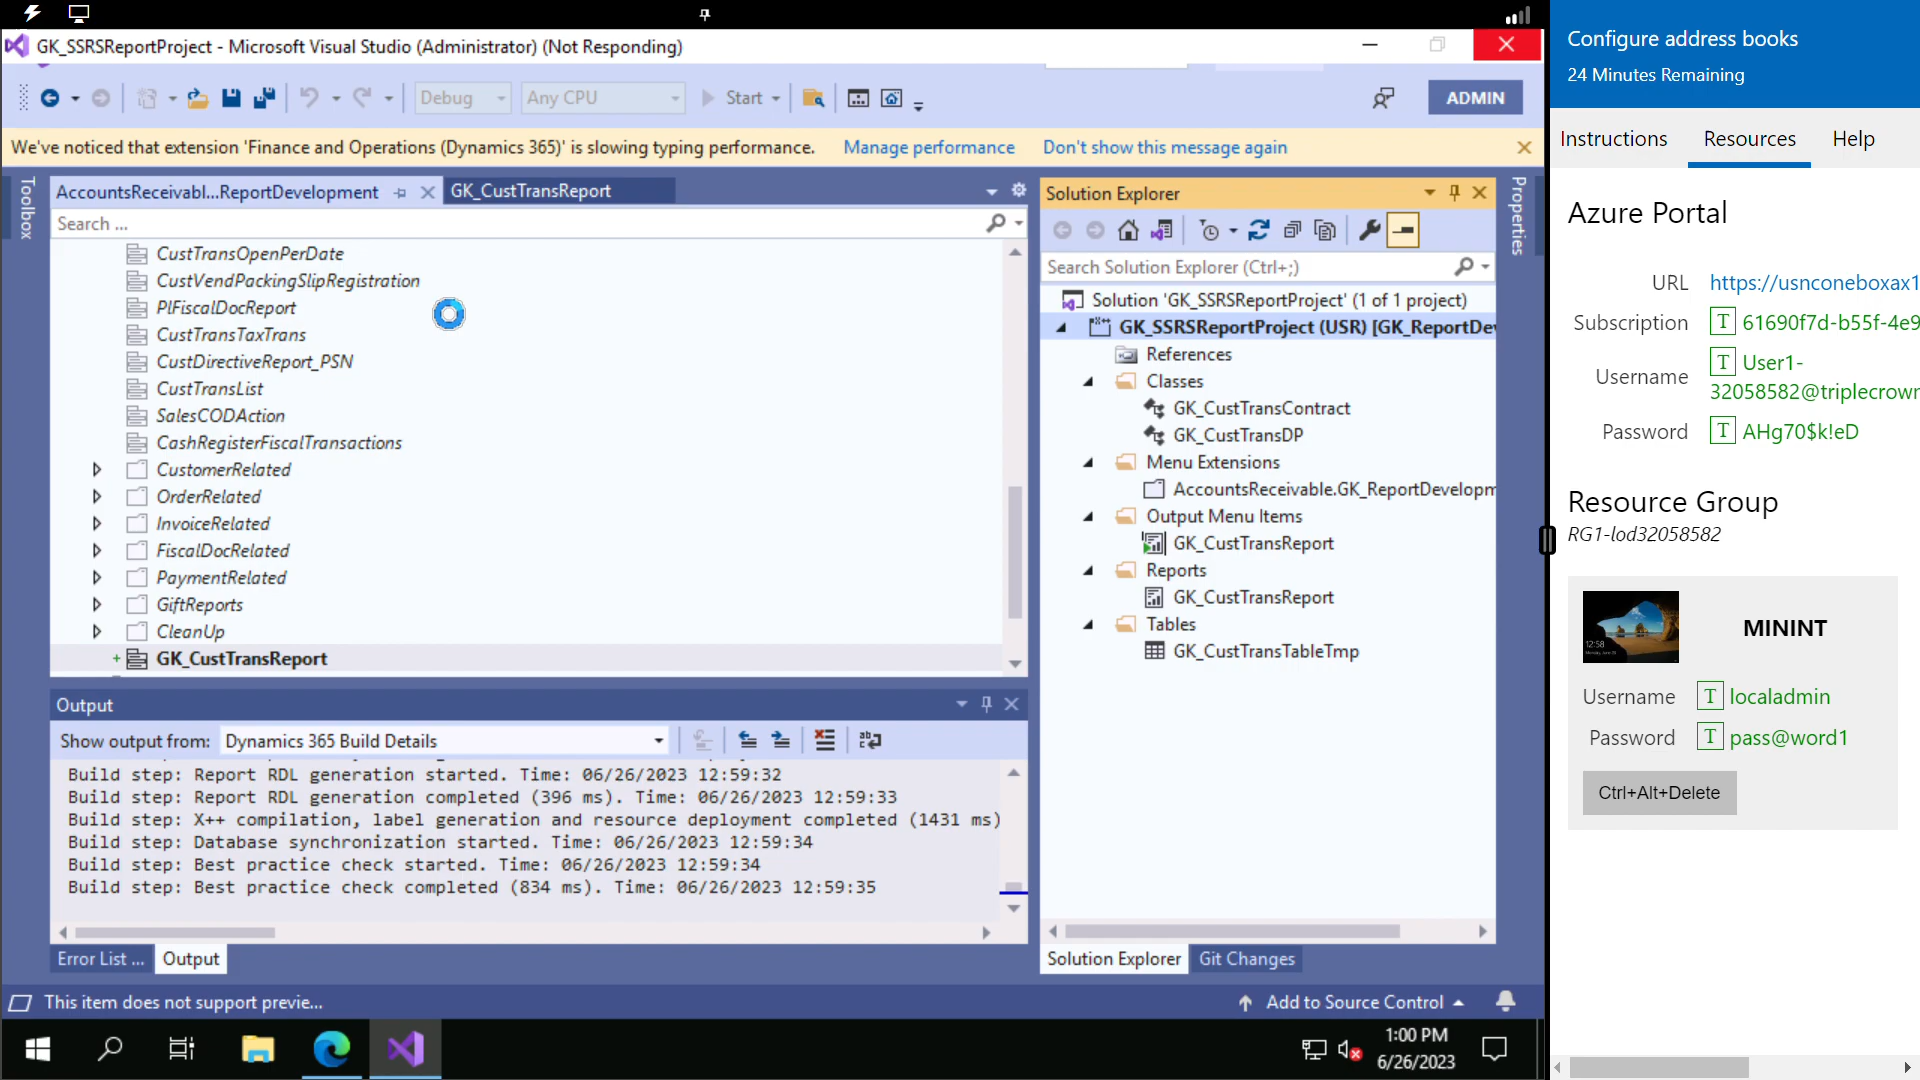 GK_SSRSReportProject - Microsoft Visual Studio (Administrator) (Not Responding)
Debug
Any CPU
Start
ADMIN
We've noticed that extension 'Finance and Operations (Dynamics 365)' is slowing typing performance.
Manage performance
Don't show this message again
Toolbox
AccountsReceivabl...ReportDevelopment
GK_CustTransReport
Search ...
CustTransOpenPerDate
CustVendPackingSlipRegistration
PlFiscalDocReport
CustTransTaxTrans
CustDirectiveReport_PSN
CustTransList
SalesCODAction
CashRegisterFiscalTransactions
CustomerRelated
OrderRelated
InvoiceRelated
FiscalDocRelated
PaymentRelated
GiftReports
CleanUp
+ GK_CustTransReport
Output
Show output from: Dynamics 365 Build Details
Build step: Report RDL generation started. Time: 06/26/2023 12:59:32
Build step: Report RDL generation completed (396 ms). Time: 06/26/2023 12:59:33
Build step: X++ compilation, label generation and resource deployment completed (1431 ms)
Build step: Database synchronization started. Time: 06/26/2023 12:59:34
Build step: Best practice check started. Time: 06/26/2023 12:59:34
Build step: Best practice check completed (834 ms). Time: 06/26/2023 12:59:35
Error List ...
Output
Solution Explorer
Search Solution Explorer (Ctrl+;)
Solution 'GK_SSRSReportProject' (1 of 1 project)
GK_SSRSReportProject (USR) [GK_ReportDev
References
Classes
GK_CustTransContract
GK_CustTransDP
Menu Extensions
AccountsReceivable.GK_ReportDevelopm
Output Menu Items
GK_CustTransReport
Reports
GK_CustTransReport
Tables
GK_CustTransTableTmp
Solution Explorer
Git Changes
Properties
This item does not support previe...
Add to Source Control
1:00 PM
6/26/2023
Configure address books
24 Minutes Remaining
Instructions
Resources
Help
Azure Portal
URL https://usnconeboxax1
Subscription T 61690f7d-b55f-4e9
Username T User1-
32058582@triplecrown
Password T AHg70$k!eD
Resource Group
RG1-lod32058582
12:58
MININT
Username T localadmin
Password T pass@word1
Ctrl+Alt+Delete